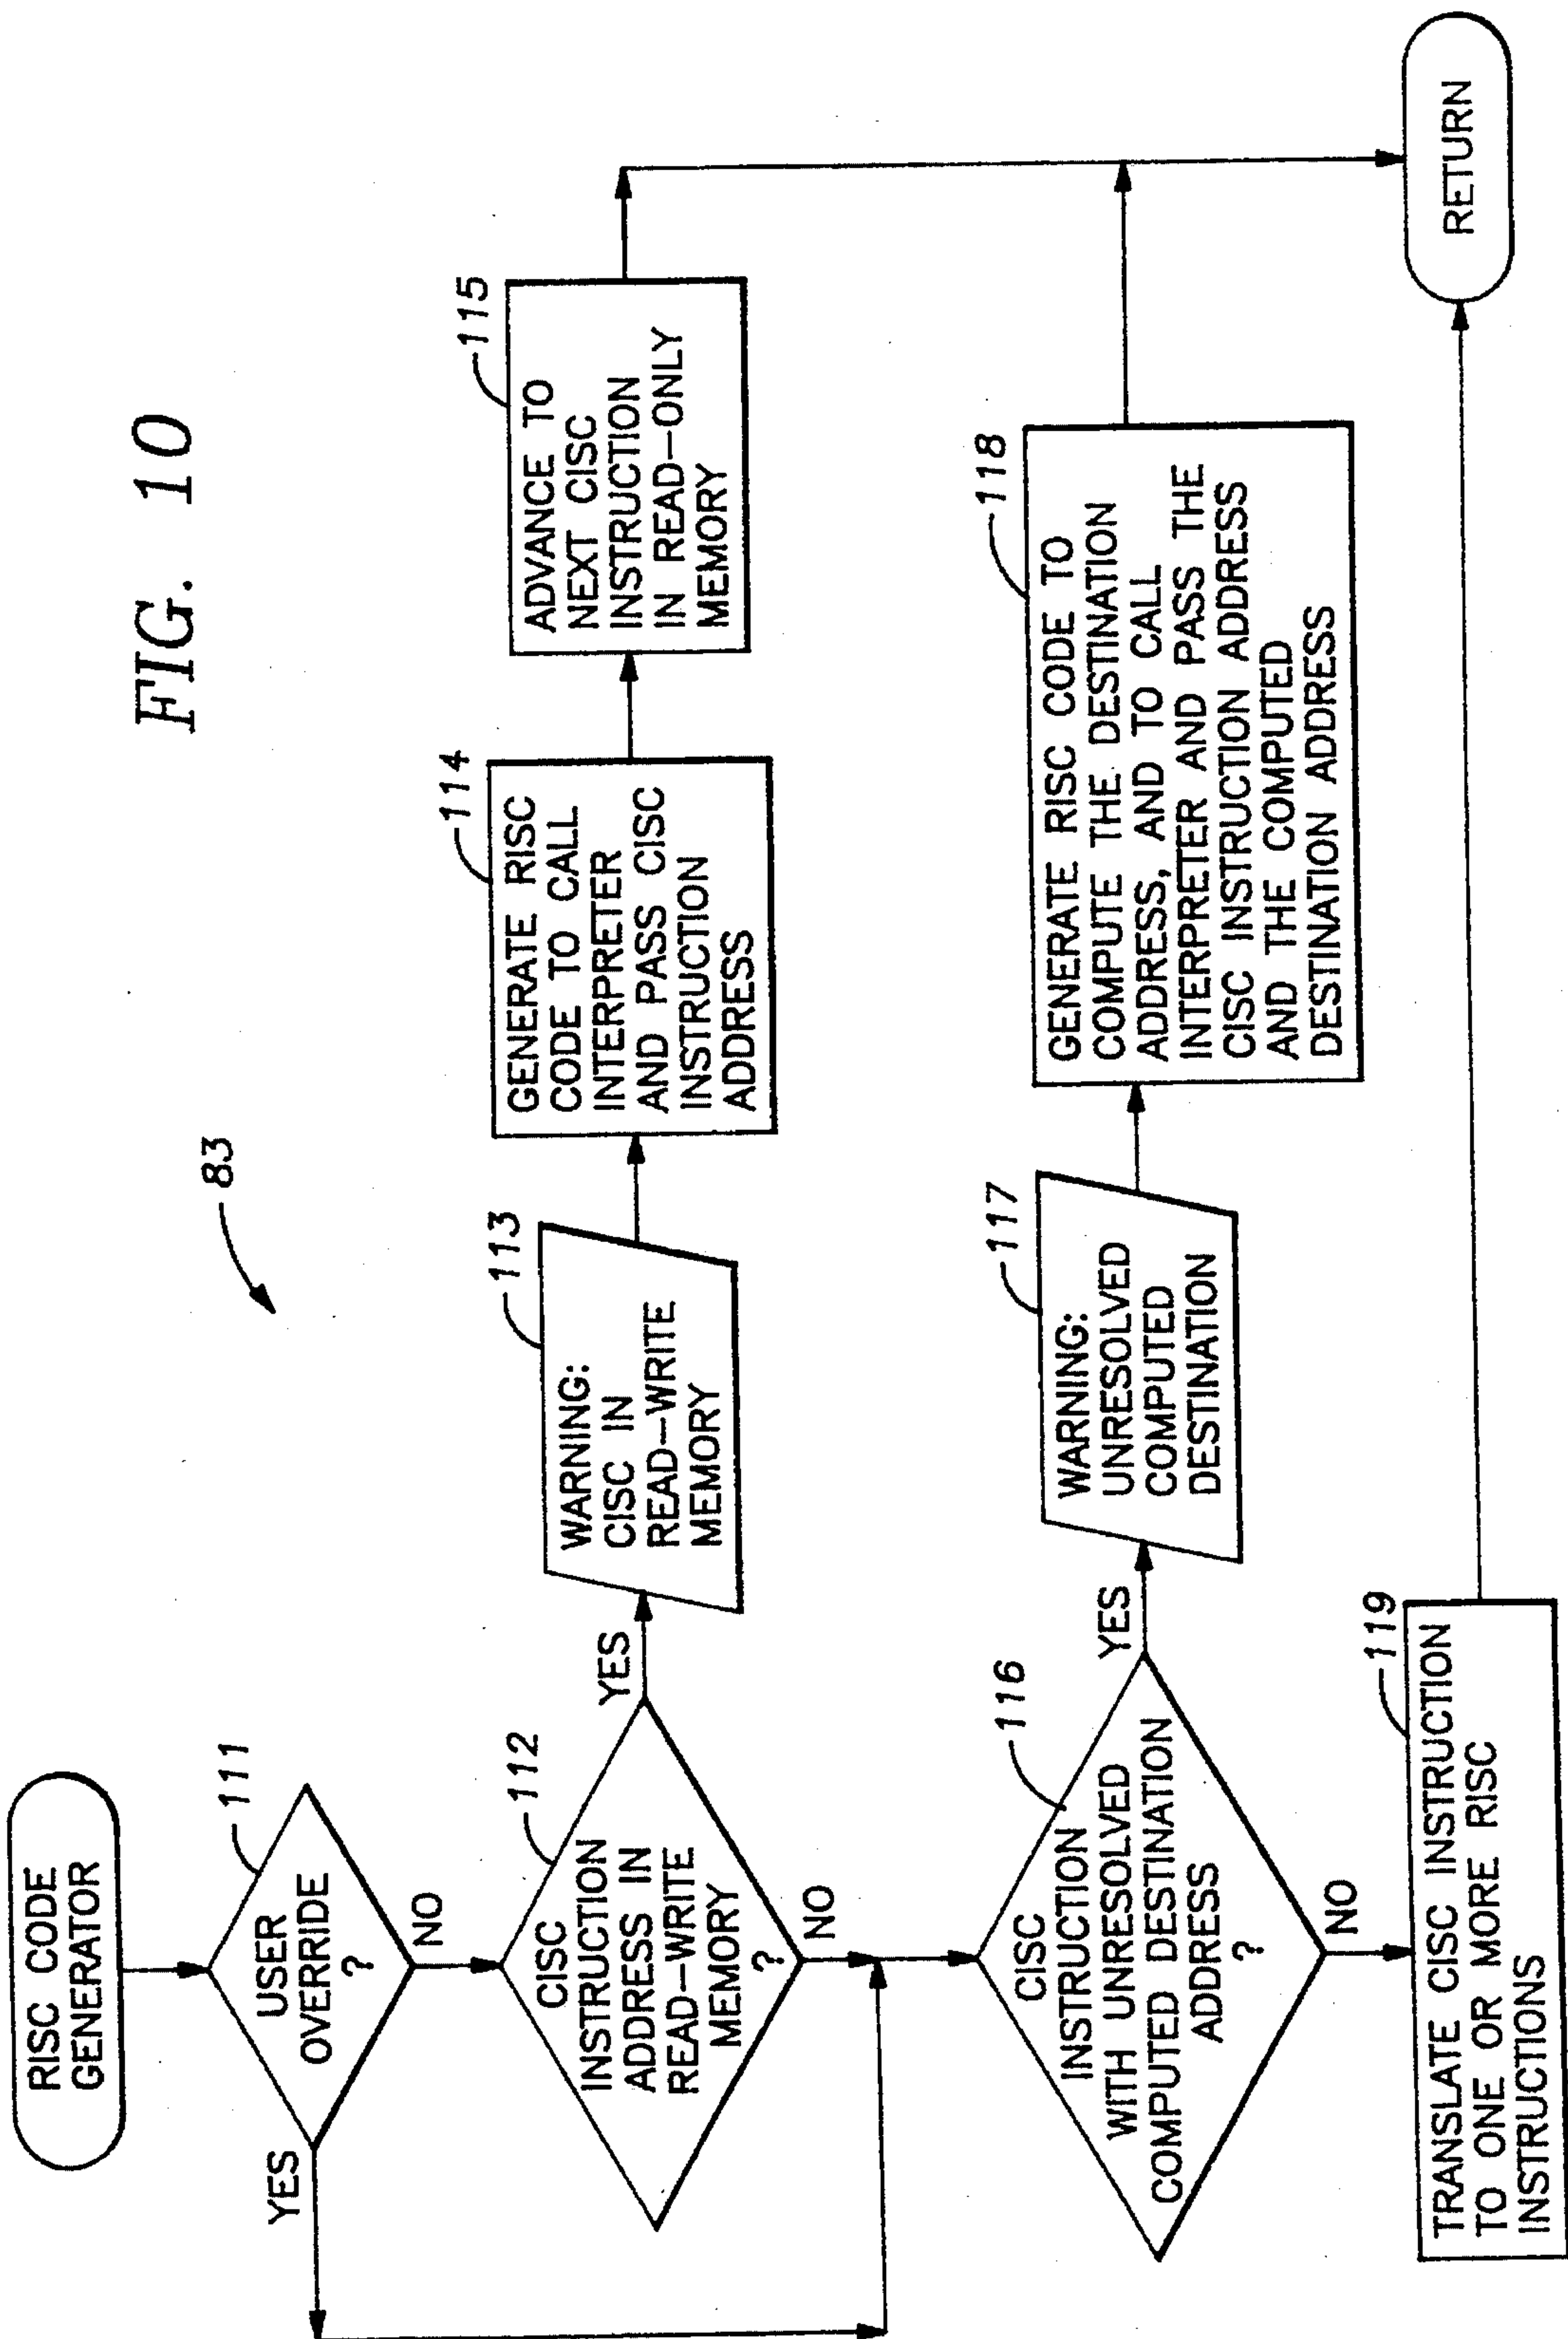 FIG. 10
83
RISC CODE
GENERATOR
111
USER
OVERRIDE
?
YES
NO
112
CISC
INSTRUCTION
ADDRESS IN
READ-WRITE
MEMORY
?
YES
NO
113
WARNING:
CISC IN
READ-WRITE
MEMORY
114
GENERATE RISC
CODE TO CALL
INTERPRETER
AND PASS CISC
INSTRUCTION
ADDRESS
115
ADVANCE TO
NEXT CISC
INSTRUCTION
IN READ-ONLY
MEMORY
116
CISC
INSTRUCTION
WITH UNRESOLVED
COMPUTED DESTINATION
ADDRESS
?
YES
NO
117
WARNING:
UNRESOLVED
COMPUTED
DESTINATION
118
GENERATE RISC CODE TO
COMPUTE THE DESTINATION
ADDRESS, AND TO CALL
INTERPRETER AND PASS THE
CISC INSTRUCTION ADDRESS
AND THE COMPUTED
DESTINATION ADDRESS
119
TRANSLATE CISC INSTRUCTION
TO ONE OR MORE RISC
INSTRUCTIONS
RETURN